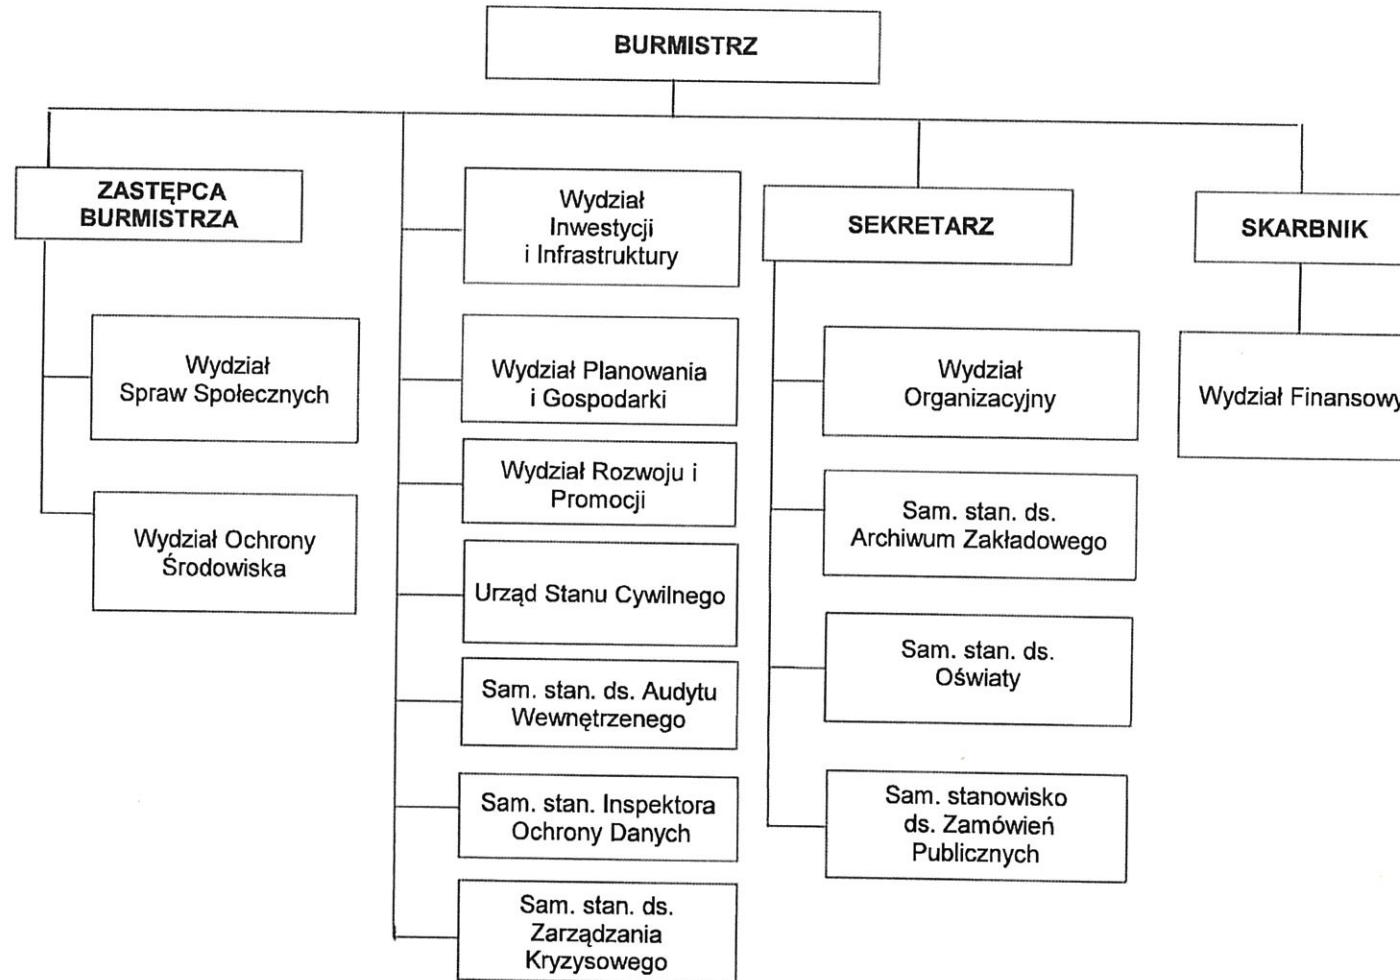 BURMISTRZ
ZASTĘPCA
BURMISTRZA
Wydział
Spraw Społecznych
Wydział Ochrony
Środowiska
Wydział
Inwestycji
i Infrastruktury
Wydział Planowania
i Gospodarki
Wydział Rozwoju i
Promocji
Urząd Stanu Cywilnego
Sam. stan. ds. Audytu
Wewnętrzenego
Sam. stan. Inspektora
Ochrony Danych
Sam. stan. ds.
Zarządzania
Kryzysowego
SEKRETARZ
Wydział
Organizacyjny
Sam. stan. ds.
Archiwum Zakładowego
Sam. stan. ds.
Oświaty
Sam. stanowisko
ds. Zamówień
Publicznych
SKARBNIK
Wydział Finansowy